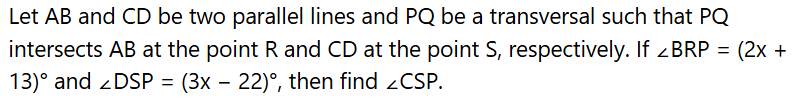 Let AB and CD be two parallel lines and PQ be a transversal such that PQ
intersects AB at the point R and CD at the point S, respectively. If ∠BRP = (2x +
13)° and ∠DSP = (3x – 22)°, then find ∠CSP.